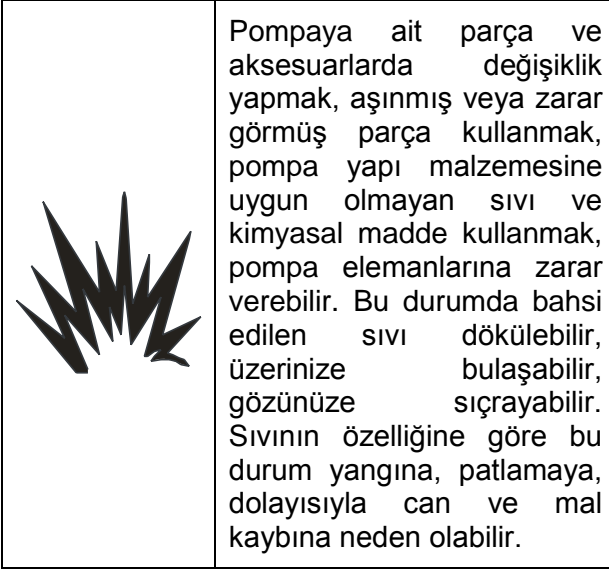 Pompaya ait parça ve
aksesuarlarda değişiklik
yapmak, aşınmış veya zarar
görmüş parça kullanmak,
pompa yapı malzemesine
uygun olmayan sıvı ve
kimyasal madde kullanmak,
pompa elemanlarına zarar
verebilir. Bu durumda bahsi
edilen sıvı dökülebilir,
üzerinize bulaşabilir,
gözünüze sıçrayabilir.
Sıvının özelliğine göre bu
durum yangına, patlamaya,
dolayısıyla can ve mal
kaybına neden olabilir.